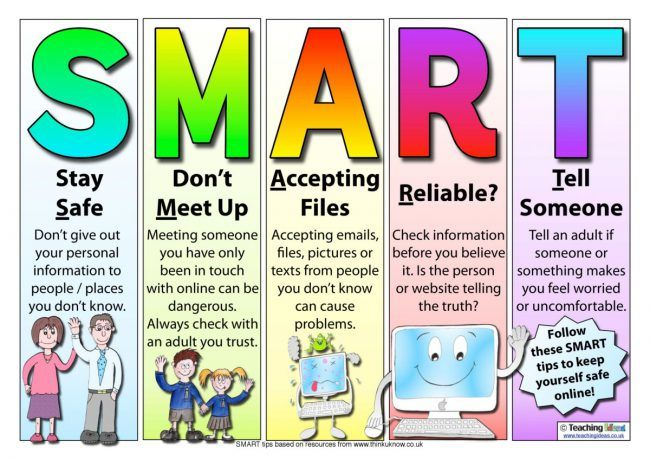 SMART
Stay
Safe
Don’t give out
your personal
information to
people / places
you don’t know.
Don’t
Meet Up
Meeting someone
you have only
been in touch
with online can be
dangerous.
Always check with
an adult you trust.
Accepting
Files
Accepting emails,
files, pictures or
texts from people
you don’t know
can cause
problems.
Reliable?
Check information
before you believe
it. Is the person
or website telling
the truth?
Tell
Someone
Tell an adult if
someone or
something makes
you feel worried
or uncomfortable.
Follow
these SMART
tips to keep
yourself safe
online!
SMART tips based on resources from www.thinkuknow.co.uk
© Teaching Ideas
www.teachingideas.co.uk